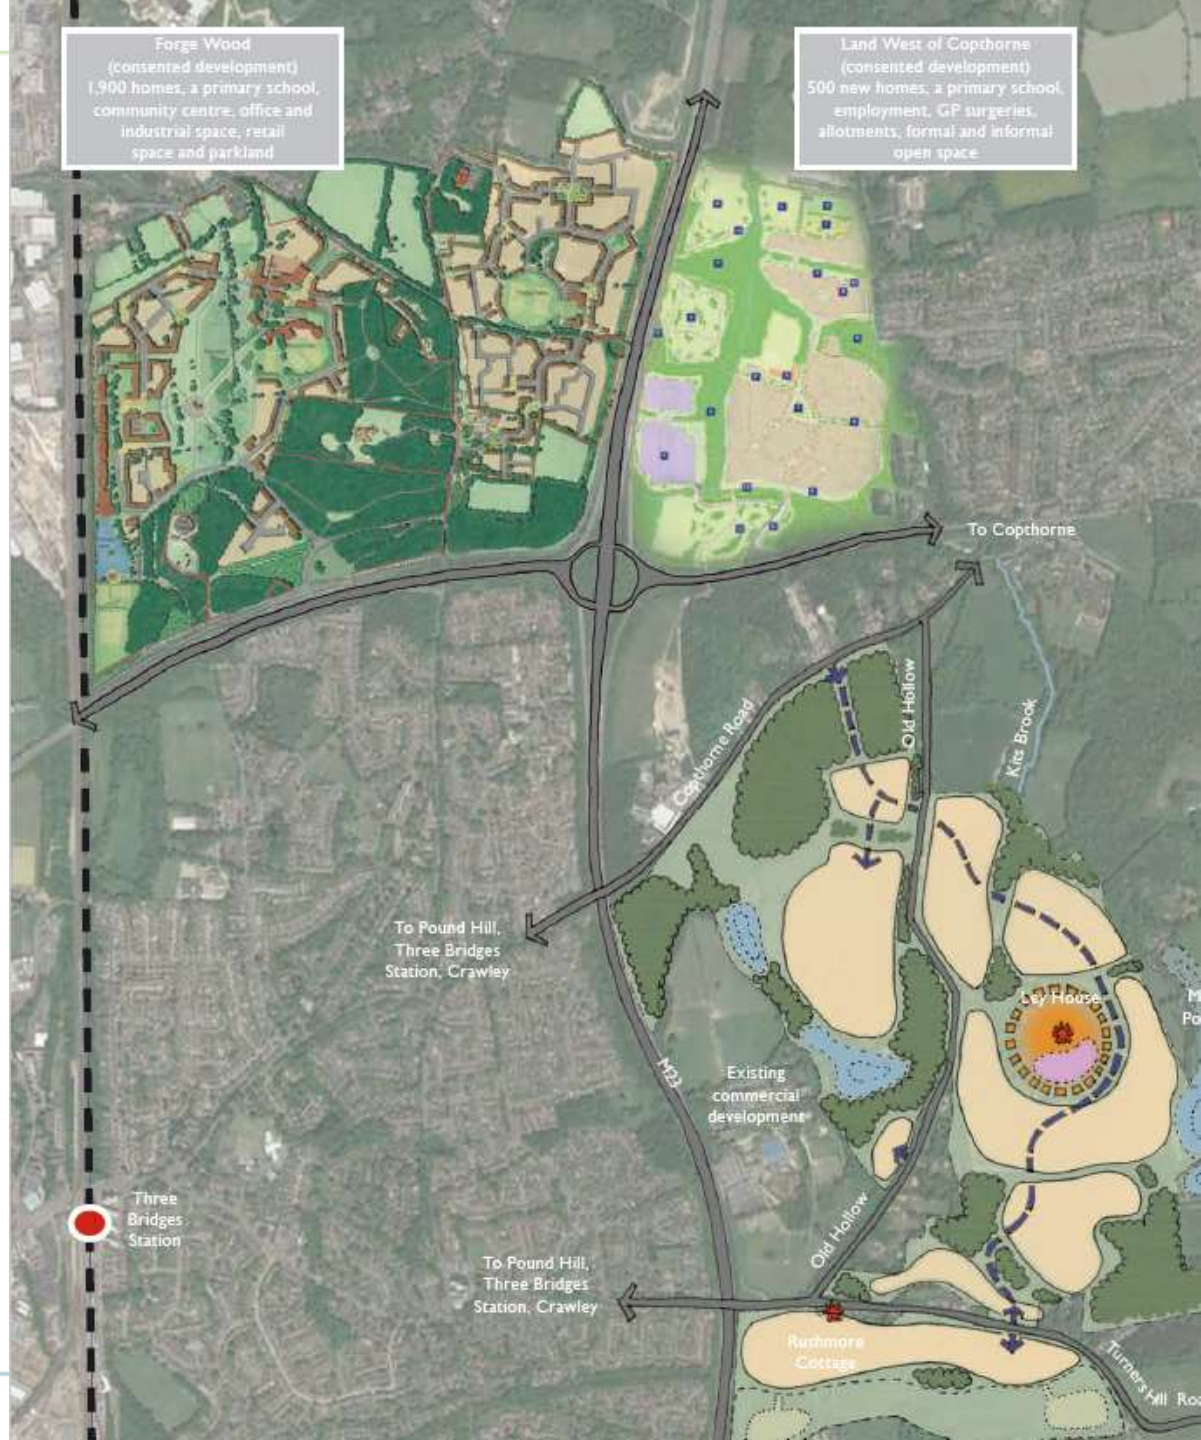 Forge Wood
(consented development)
1,900 homes, a primary school,
community centre, office and
industrial space, retail
space and parkland
Land West of Copthorne
(consented development)
500 new homes, a primary school,
employment, GP surgeries,
allotments, formal and informal
open space
To Copthorne
Copthorne Road
Old Hollow
Kits Brook
To Pound Hill,
Three Bridges
Station, Crawley
Ley House
M
Po
M23
Existing
commercial
development
Three
Bridges
Station
Old Hollow
To Pound Hill,
Three Bridges
Station, Crawley
Rushmore
Cottage
Turners Hill Roa